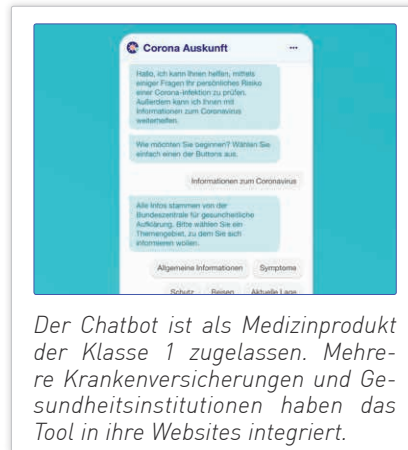 Corona Auskunft
...
Hallo, ich kann Ihnen helfen, mittels
einiger Fragen Ihr persönliches Risiko
einer Corona-Infektion zu prüfen.
Außerdem kann ich Ihnen mit
Informationen zum Coronavirus
weiterhelfen.
Wie möchten Sie beginnen? Wählen Sie
einfach einen der Buttons aus.
Informationen zum Coronavirus
Alle Infos stammen von der
Bundeszentrale für gesundheitliche
Aufklärung. Bitte wählen Sie ein
Themengebiet, zu dem Sie sich
informieren wollen.
Allgemeine Informationen Symptome
Schutz Reisen Aktuelle Lage
Der Chatbot ist als Medizinprodukt
der Klasse 1 zugelassen. Mehre-
re Krankenversicherungen und Ge-
sundheitsinstitutionen haben das
Tool in ihre Websites integriert.